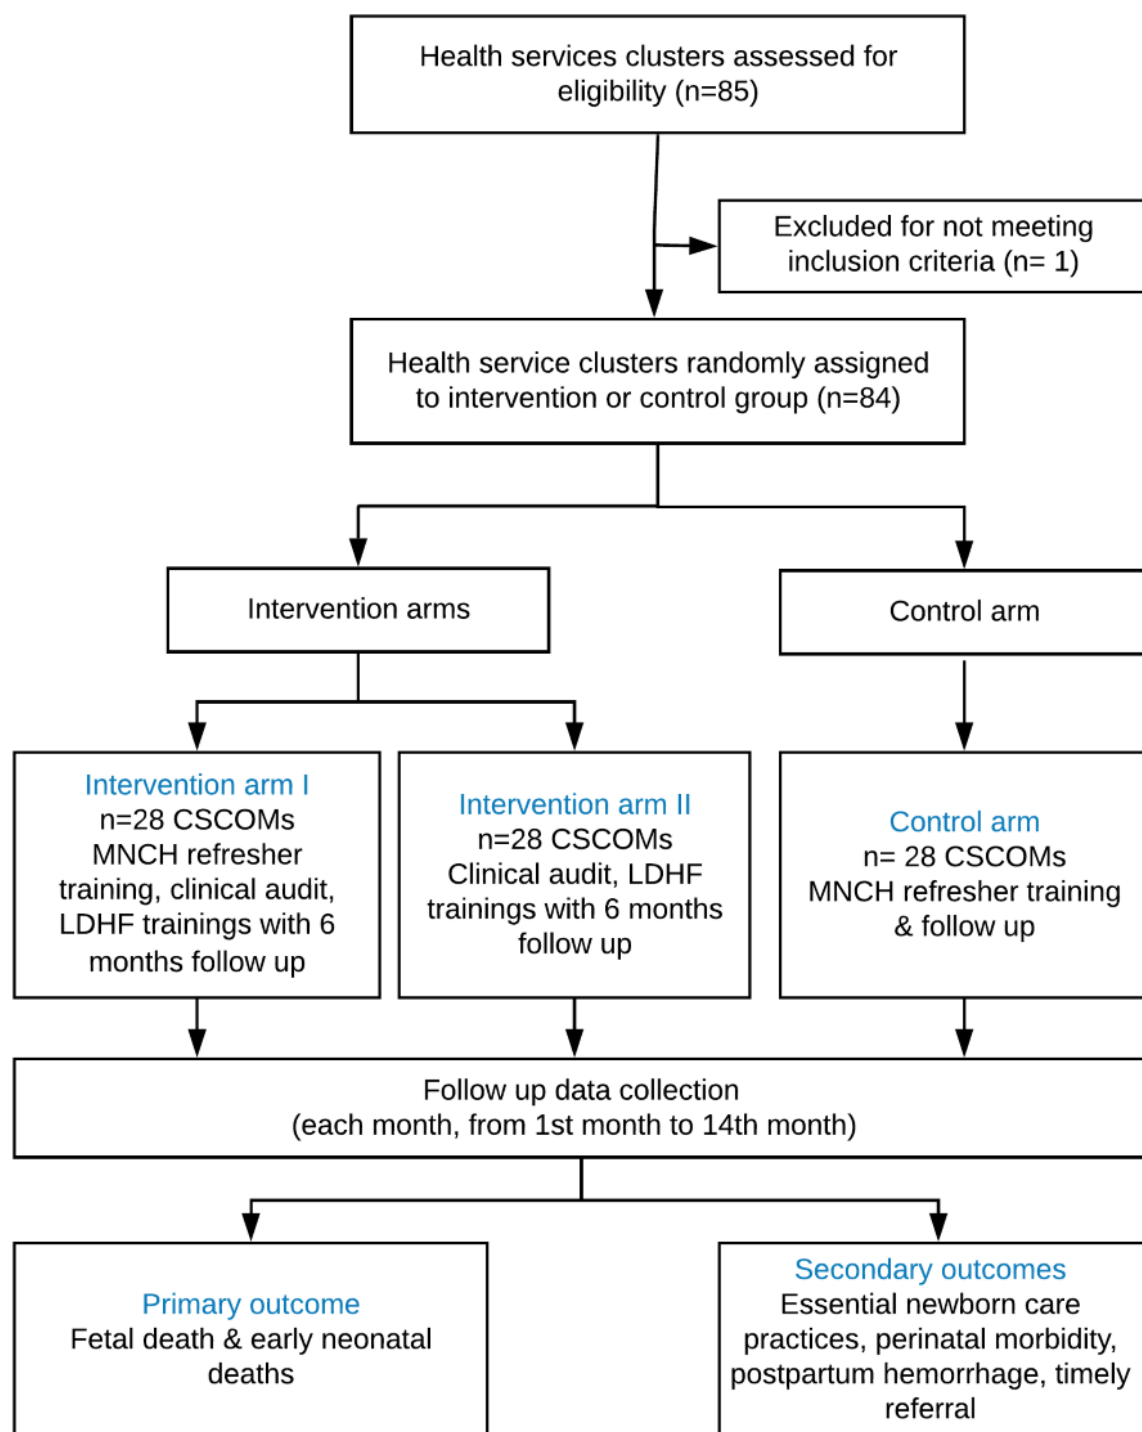 Health services clusters assessed for
eligibility (n=85)
Excluded for not meeting
inclusion criteria (n= 1)
Health service clusters randomly assigned
to intervention or control group (n=84)
Intervention arms
Control arm
Intervention arm I
n=28 CSCOMs
MNCH refresher
training, clinical audit,
LDHF trainings with 6
months follow up
Intervention arm II
n=28 CSCOMs
Clinical audit, LDHF
trainings with 6 months
follow up
Control arm
n= 28 CSCOMs
MNCH refresher training
& follow up
Follow up data collection
(each month, from 1st month to 14th month)
Primary outcome
Fetal death & early neonatal
deaths
Secondary outcomes
Essential newborn care
practices, perinatal morbidity,
postpartum hemorrhage, timely
referral